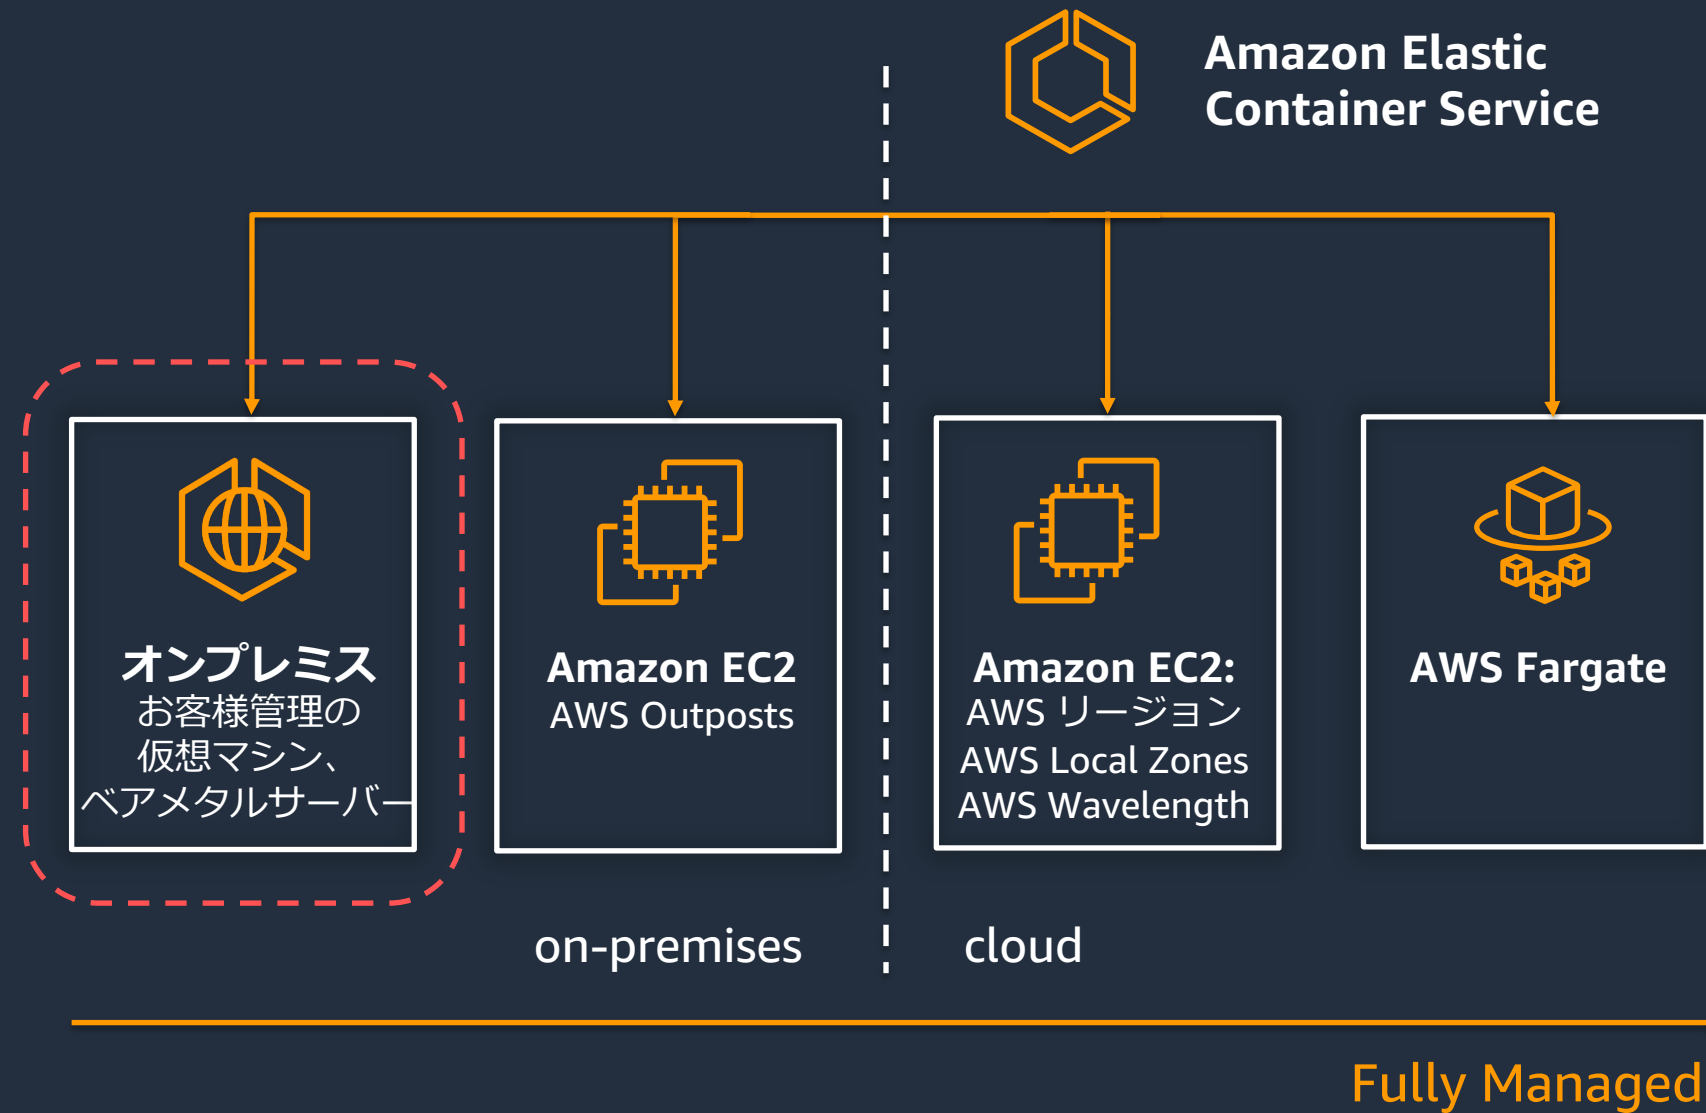 Amazon Elastic
Container Service
オンプレミス
お客様管理の
仮想マシン、
ベアメタルサーバー
Amazon EC2
AWS Outposts
Amazon EC2:
AWS リージョン
AWS Local Zones
AWS Wavelength
AWS Fargate
on-premises
cloud
Fully Managed